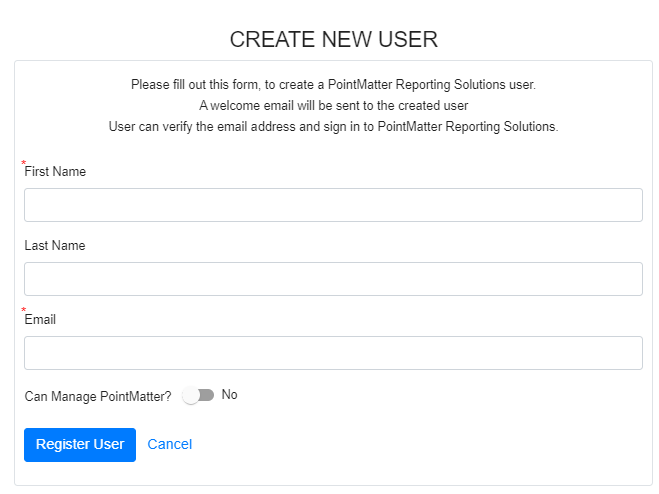 CREATE NEW USER
Please fill out this form, to create a PointMatter Reporting Solutions user.
A welcome email will be sent to the created user
User can verify the email address and sign in to PointMatter Reporting Solutions.
*
First Name
Last Name
*
Email
Can Manage PointMatter? No
Register User Cancel